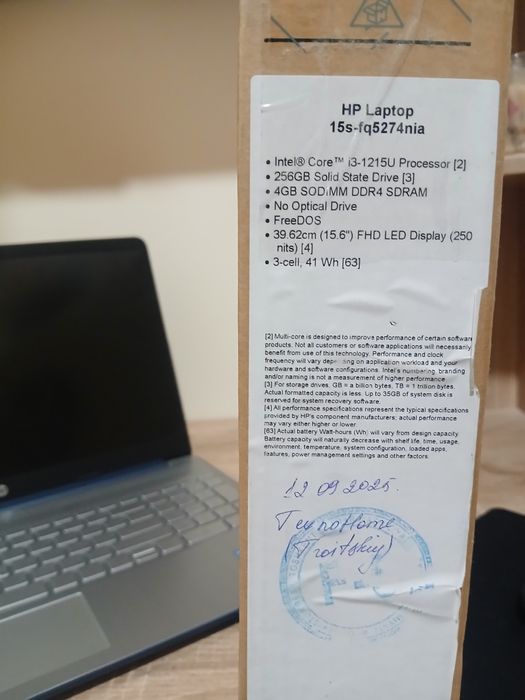 HP Laptop
15s-fq5274nia
• Intel® Core™ i3-1215U Processor [2]
• 256GB Solid State Drive [3]
• 4GB SODIMM DDR4 SDRAM
• No Optical Drive
• FreeDOS
• 39.62cm (15.6") FHD LED Display (250
nits) [4]
• 3-cell, 41 Wh [63]
[2] Multi-core is designed to improve performance of certain software
products. Not all customers or software applications will necessarily
benefit from use of this technology. Performance and clock
frequency will vary depending on application workload and your
hardware and software configurations. Intel's numbering, branding
and/or naming is not a measurement of higher performance.
[3] For storage drives, GB = a billion bytes. TB = 1 trillion bytes.
Actual formatted capacity is less. Up to 35GB of system disk is
reserved for system recovery software.
[4] All performance specifications represent the typical specifications
provided by HP's component manufacturers; actual performance
may vary either higher or lower.
[63] Actual battery Watt-hours (Wh) will vary from design capacity.
Battery capacity will naturally decrease with shelf life, time, usage,
environment, temperature, system configuration, loaded apps,
features, power management settings and other factors.
12 09 2025.
(Troitskiy)